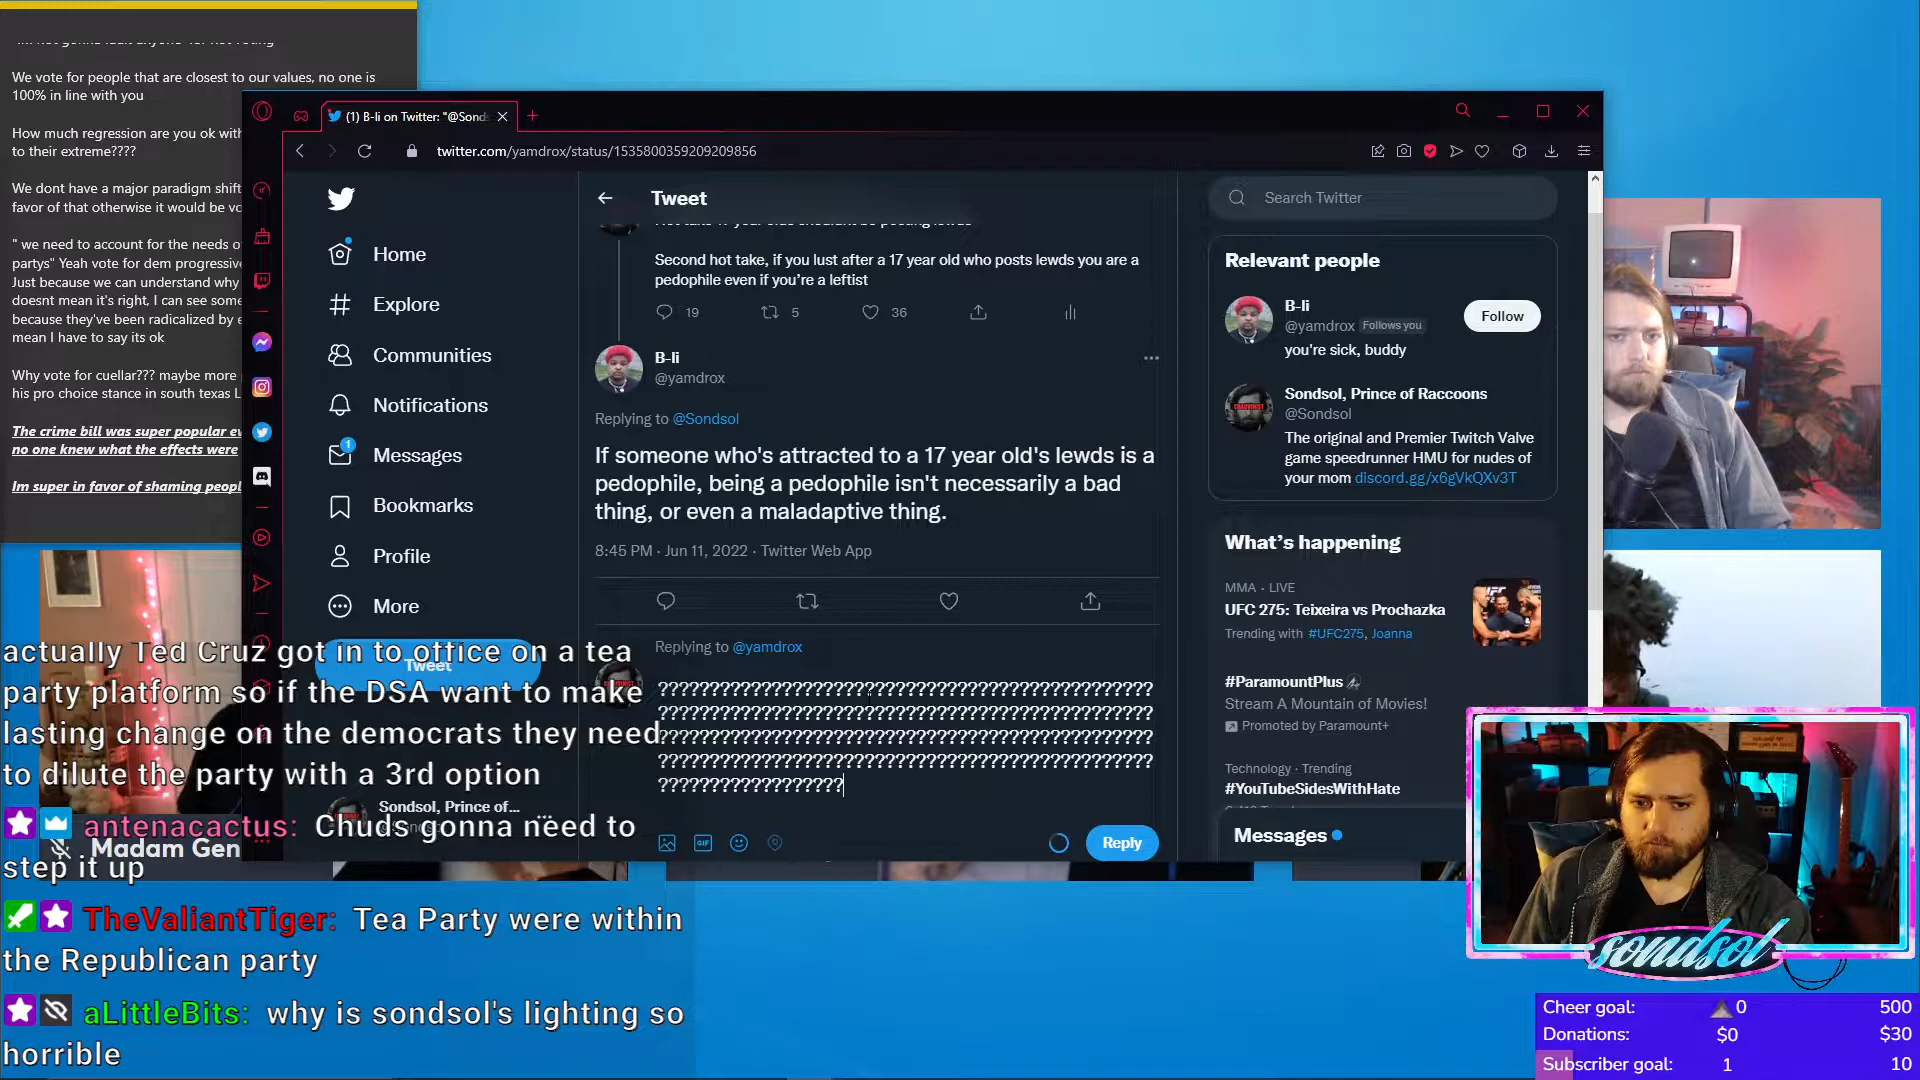 We vote for people that are closest to our values, no one is
100% in line with you
How much regression are you ok with
to their extreme????
We dont have a major paradigm shift
favor of that otherwise it would be
" we need to account for the needs
partys" Yeah vote for dem progressive
Just because we can understand why
doesnt mean it's right, I can see some
because they've been radicalized by
mean I have to say its ok
Why vote for cuellar??? maybe more
his pro choice stance in south texas
The crime bill was super popular
no one knew what the effects were
Im super in favor of shaming peopl
(1) B-li on Twitter: "@Sonds
twitter.com/yamdrox/status/1535800359209209856
Home
Explore
Communities
Notifications
1
Messages
Bookmarks
Profile
More
Tweet
Sondsol, Prince of...
Tweet
Second hot take, if you lust after a 17 year old who posts lewds you are a
pedophile even if you're a leftist
19 5 36
B-li
@yamdrox
Replying to @Sondsol
If someone who's attracted to a 17 year old's lewds is a
pedophile, being a pedophile isn't necessarily a bad
thing, or even a maladaptive thing.
8:45 PM · Jun 11, 2022 · Twitter Web App
Replying to @yamdrox
????????????????????????????????????????????????
????????????????????????????????????????????????
????????????????????????????????????????????????
????????????????????????????????????????????????
??????????????????
GIF
Reply
Search Twitter
Relevant people
B-li
@yamdrox Follows you
Follow
you're sick, buddy
Sondsol, Prince of Raccoons
@Sondsol
The original and Premier Twitch Valve
game speedrunner HMU for nudes of
your mom discord.gg/x6gVkQXv3T
What's happening
MMA · LIVE
UFC 275: Teixeira vs Prochazka
Trending with #UFC275, Joanna
#ParamountPlus
Stream A Mountain of Movies!
Promoted by Paramount+
Technology · Trending
#YouTubeSidesWithHate
Messages
actually Ted Cruz got in to office on a tea
party platform so if the DSA want to make
lasting change on the democrats they need
to dilute the party with a 3rd option
antenacactus: Chuds gonna need to
step it up
Madam Gen
TheValiantTiger: Tea Party were within
the Republican party
aLittleBits: why is sondsol's lighting so
horrible
sondsol
Cheer goal: 0 500
Donations: $0 $30
Subscriber goal: 1 10